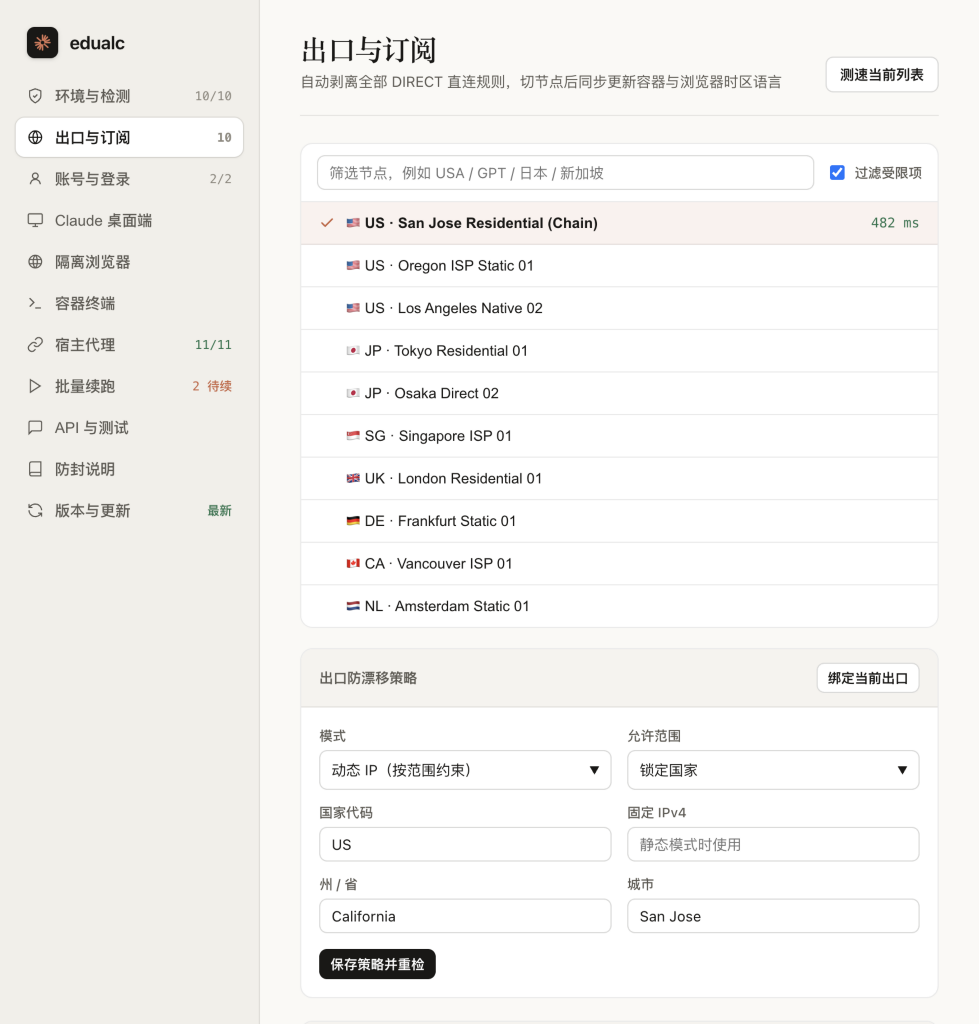 edualc
环境与检测 10/10
出口与订阅 10
账号与登录 2/2
Claude 桌面端
隔离浏览器
容器终端
宿主代理 11/11
批量续跑 2 待续
API 与测试
防封说明
版本与更新 最新
出口与订阅
自动剥离全部 DIRECT 直连规则，切节点后同步更新容器与浏览器时区语言
测速当前列表
筛选节点，例如 USA / GPT / 日本 / 新加坡
过滤受限项
US · San Jose Residential (Chain) 482 ms
US · Oregon ISP Static 01
US · Los Angeles Native 02
JP · Tokyo Residential 01
JP · Osaka Direct 02
SG · Singapore ISP 01
UK · London Residential 01
DE · Frankfurt Static 01
CA · Vancouver ISP 01
NL · Amsterdam Static 01
出口防漂移策略
绑定当前出口
模式 允许范围
动态 IP（按范围约束） 锁定国家
国家代码 固定 IPv4
US 静态模式时使用
州 / 省 城市
California San Jose
保存策略并重检